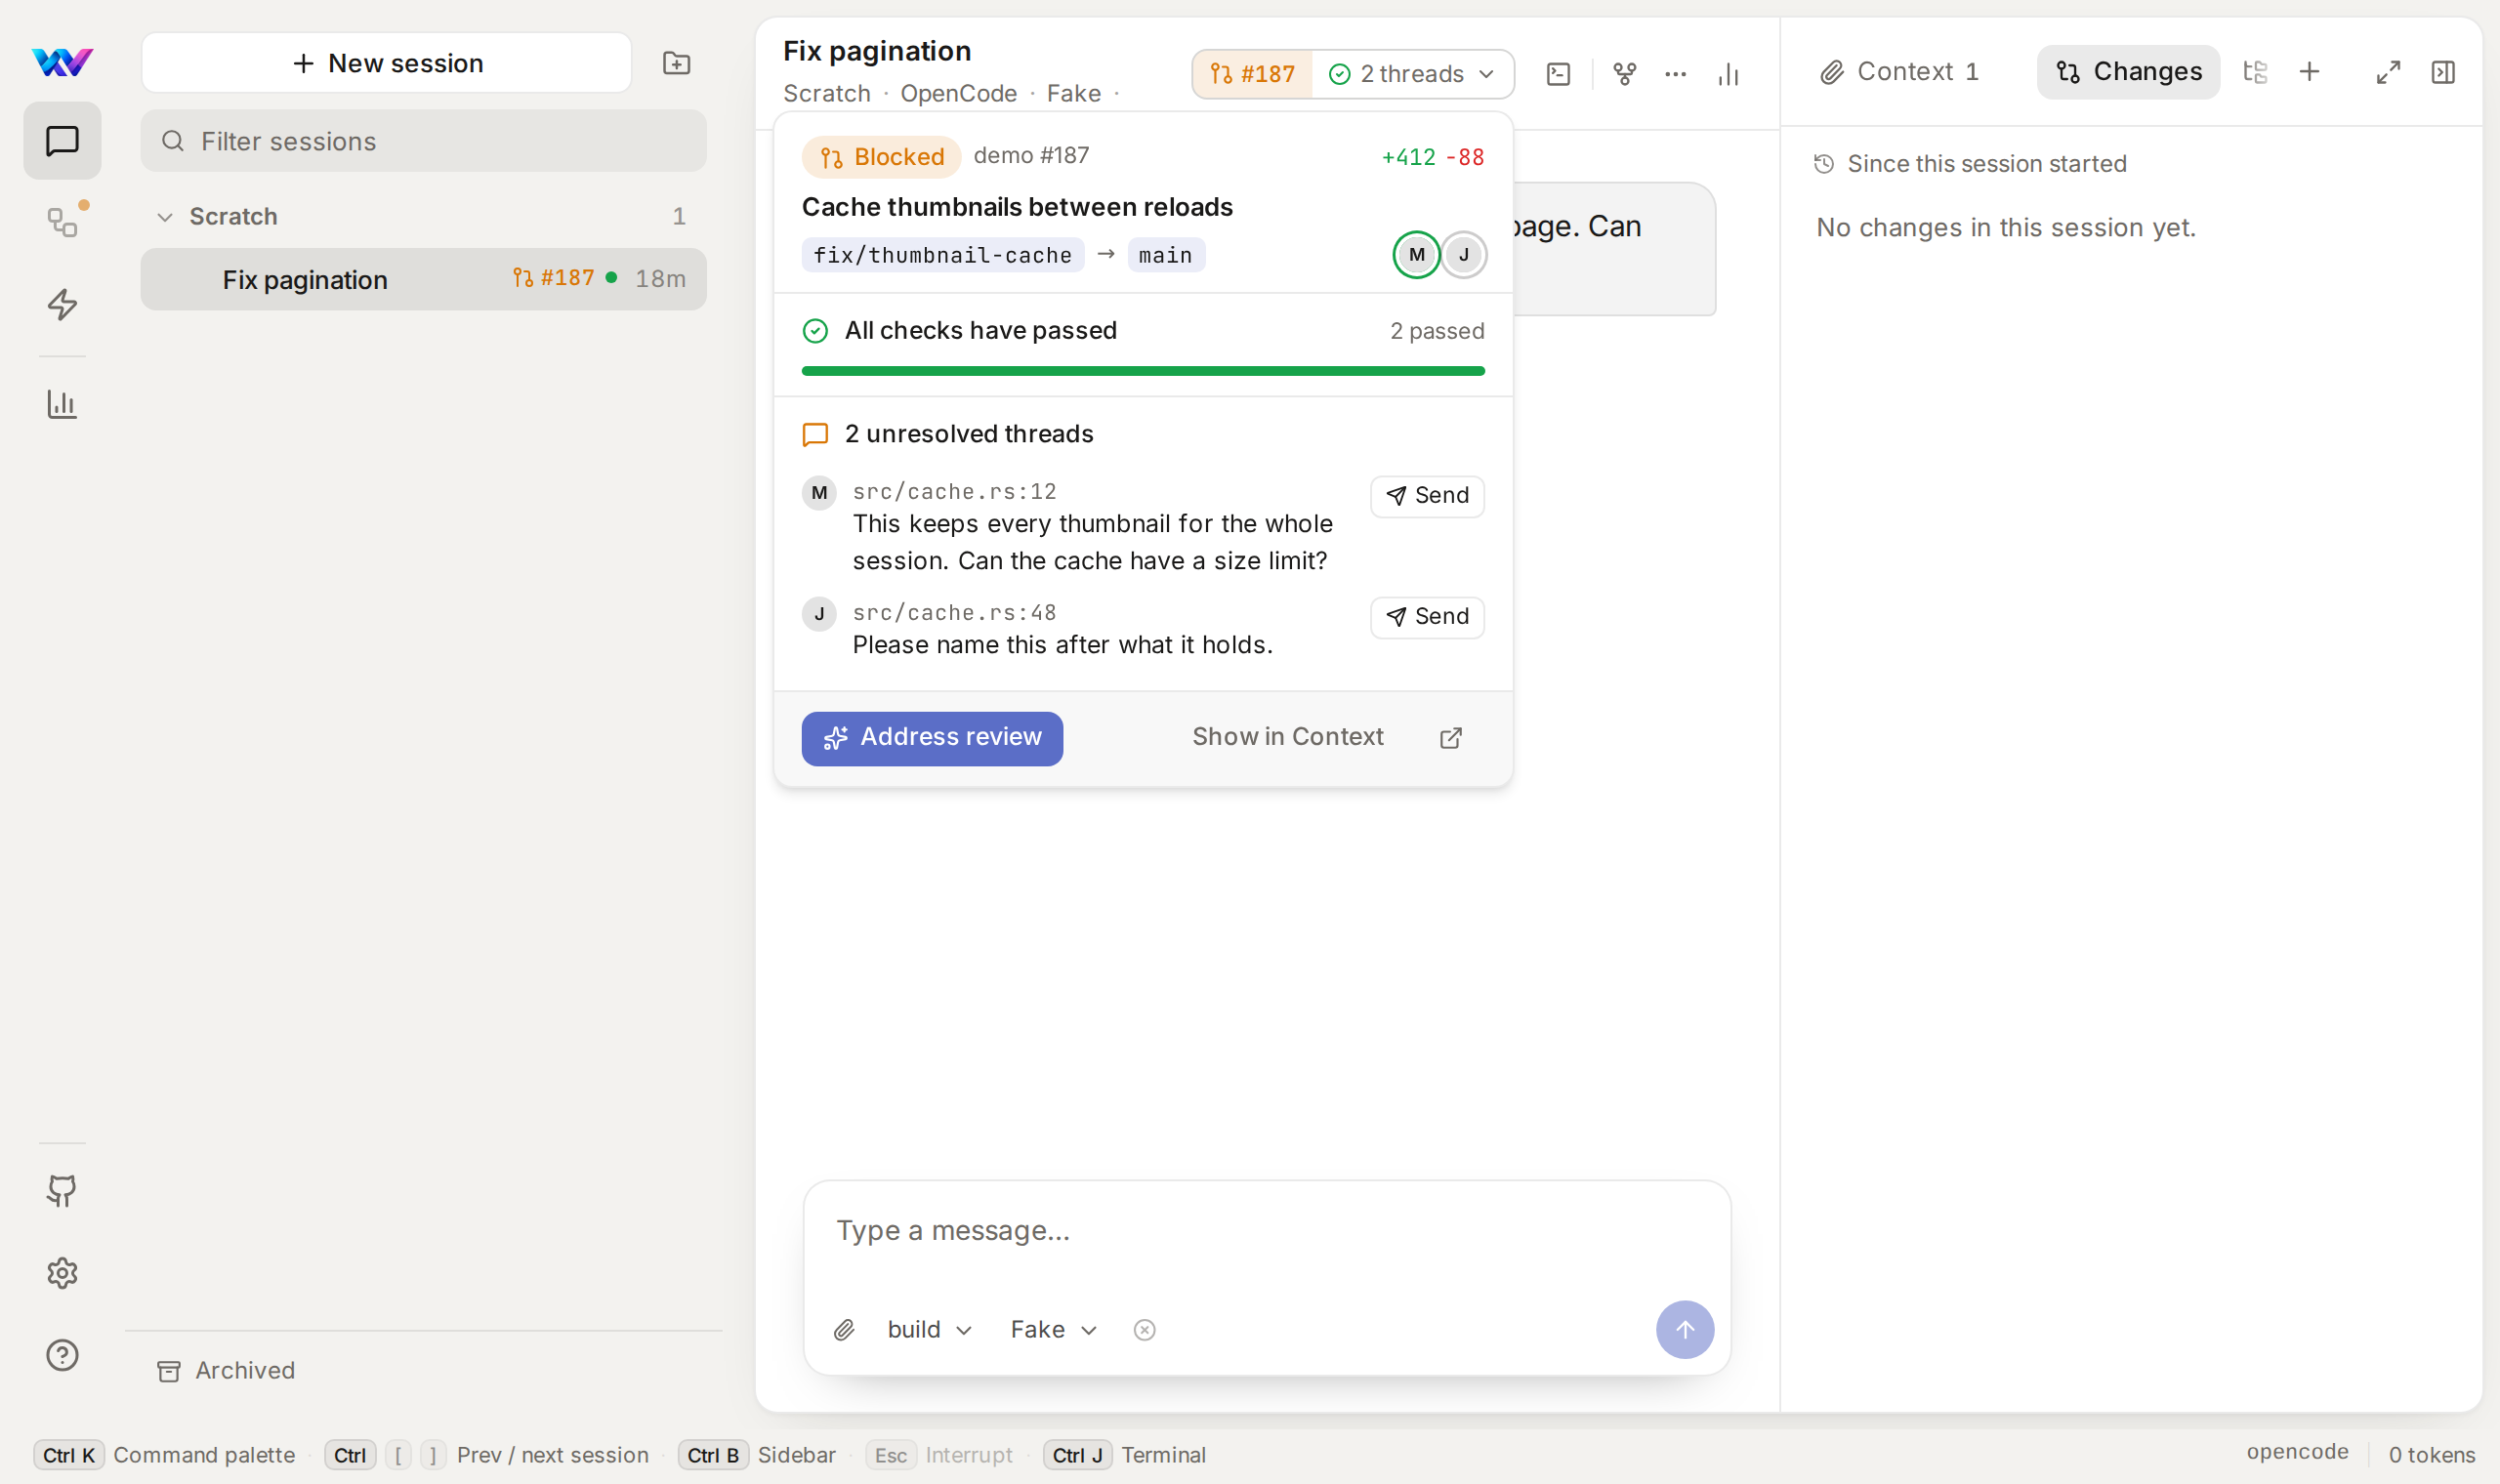 New session
Filter sessions
Scratch 1
Fix pagination #187 18m
Archived
Fix pagination
Scratch · OpenCode · Fake ·
#187 2 threads
Blocked demo #187 +412 -88
Cache thumbnails between reloads
fix/thumbnail-cache → main M J
All checks have passed 2 passed
2 unresolved threads
M src/cache.rs:12 Send
This keeps every thumbnail for the whole
session. Can the cache have a size limit?
J src/cache.rs:48 Send
Please name this after what it holds.
Address review Show in Context
page. Can
Type a message...
build Fake
Context 1 Changes
Since this session started
No changes in this session yet.
Ctrl K Command palette · Ctrl [ ] Prev / next session · Ctrl B Sidebar · Esc Interrupt · Ctrl J Terminal
opencode 0 tokens